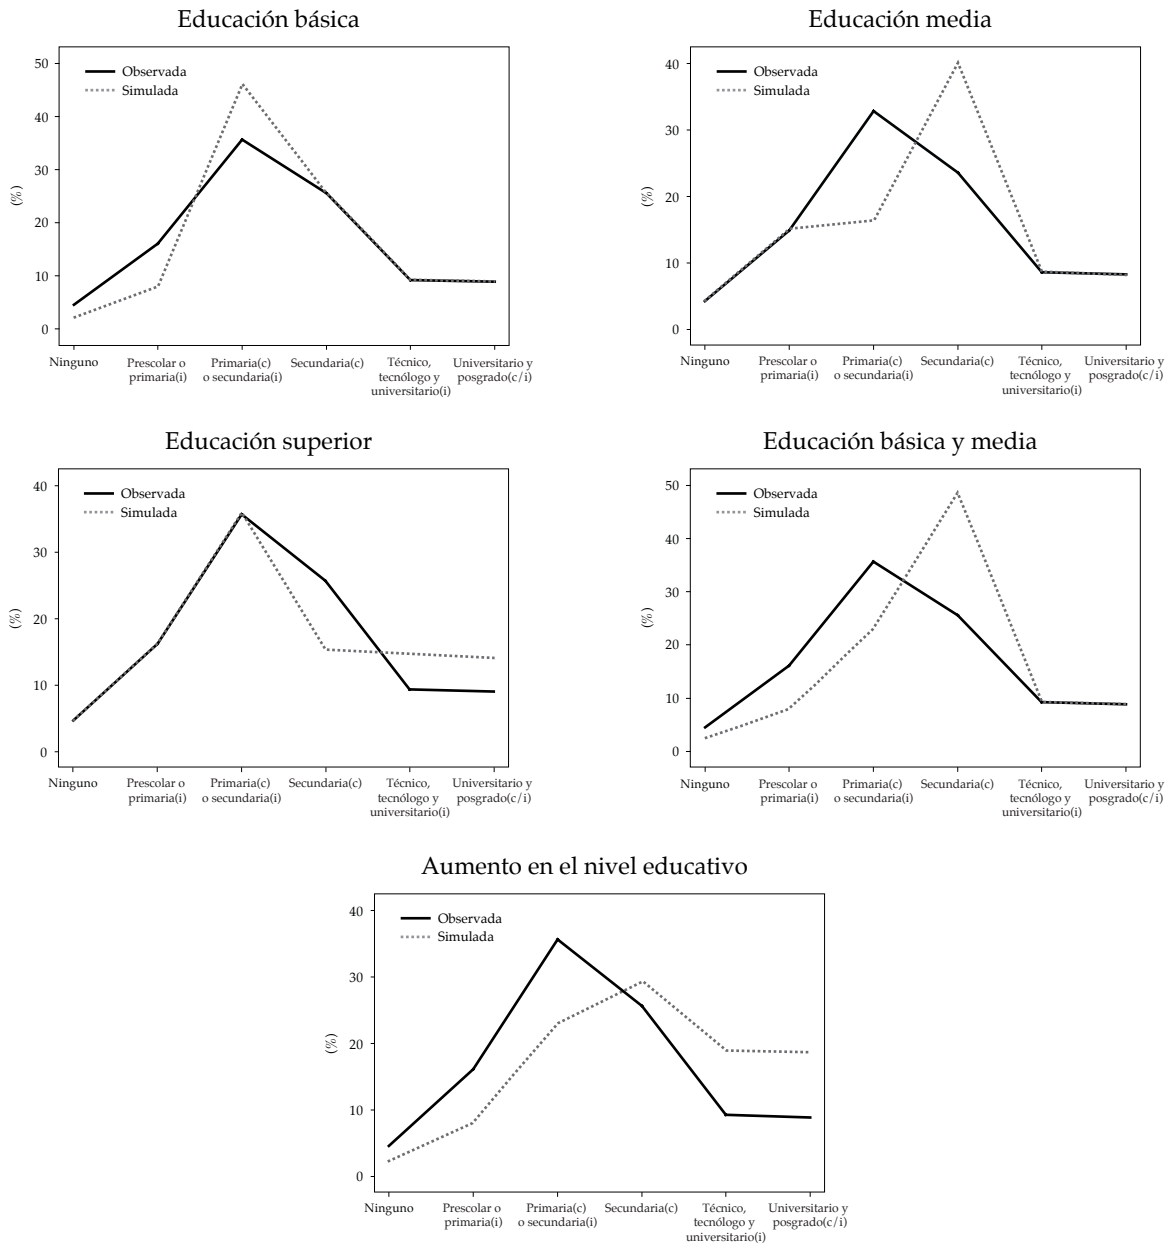 Educación básica
50
40
30
20
10
0
(%)
Observada
Simulada
Ninguno
Prescolar o
primaria(i)
Primaria(c)
o secundaria(i)
Secundaria(c)
Técnico,
tecnólogo y
universitario(i)
Universitario y
posgrado(c/i)
Educación media
40
30
20
10
0
(%)
Observada
Simulada
Ninguno
Prescolar o
primaria(i)
Primaria(c)
o secundaria(i)
Secundaria(c)
Técnico,
tecnólogo y
universitario(i)
Universitario y
posgrado(c/i)
Educación superior
40
30
20
10
0
(%)
Observada
Simulada
Ninguno
Prescolar o
primaria(i)
Primaria(c)
o secundaria(i)
Secundaria(c)
Técnico,
tecnólogo y
universitario(i)
Universitario y
posgrado(c/i)
Educación básica y media
50
40
30
20
10
0
(%)
Observada
Simulada
Ninguno
Prescolar o
primaria(i)
Primaria(c)
o secundaria(i)
Secundaria(c)
Técnico,
tecnólogo y
universitario(i)
Universitario y
posgrado(c/i)
Aumento en el nivel educativo
40
30
20
10
0
(%)
Observada
Simulada
Ninguno
Prescolar o
primaria(i)
Primaria(c)
o secundaria(i)
Secundaria(c)
Técnico,
tecnólogo y
universitario(i)
Universitario y
posgrado(c/i)